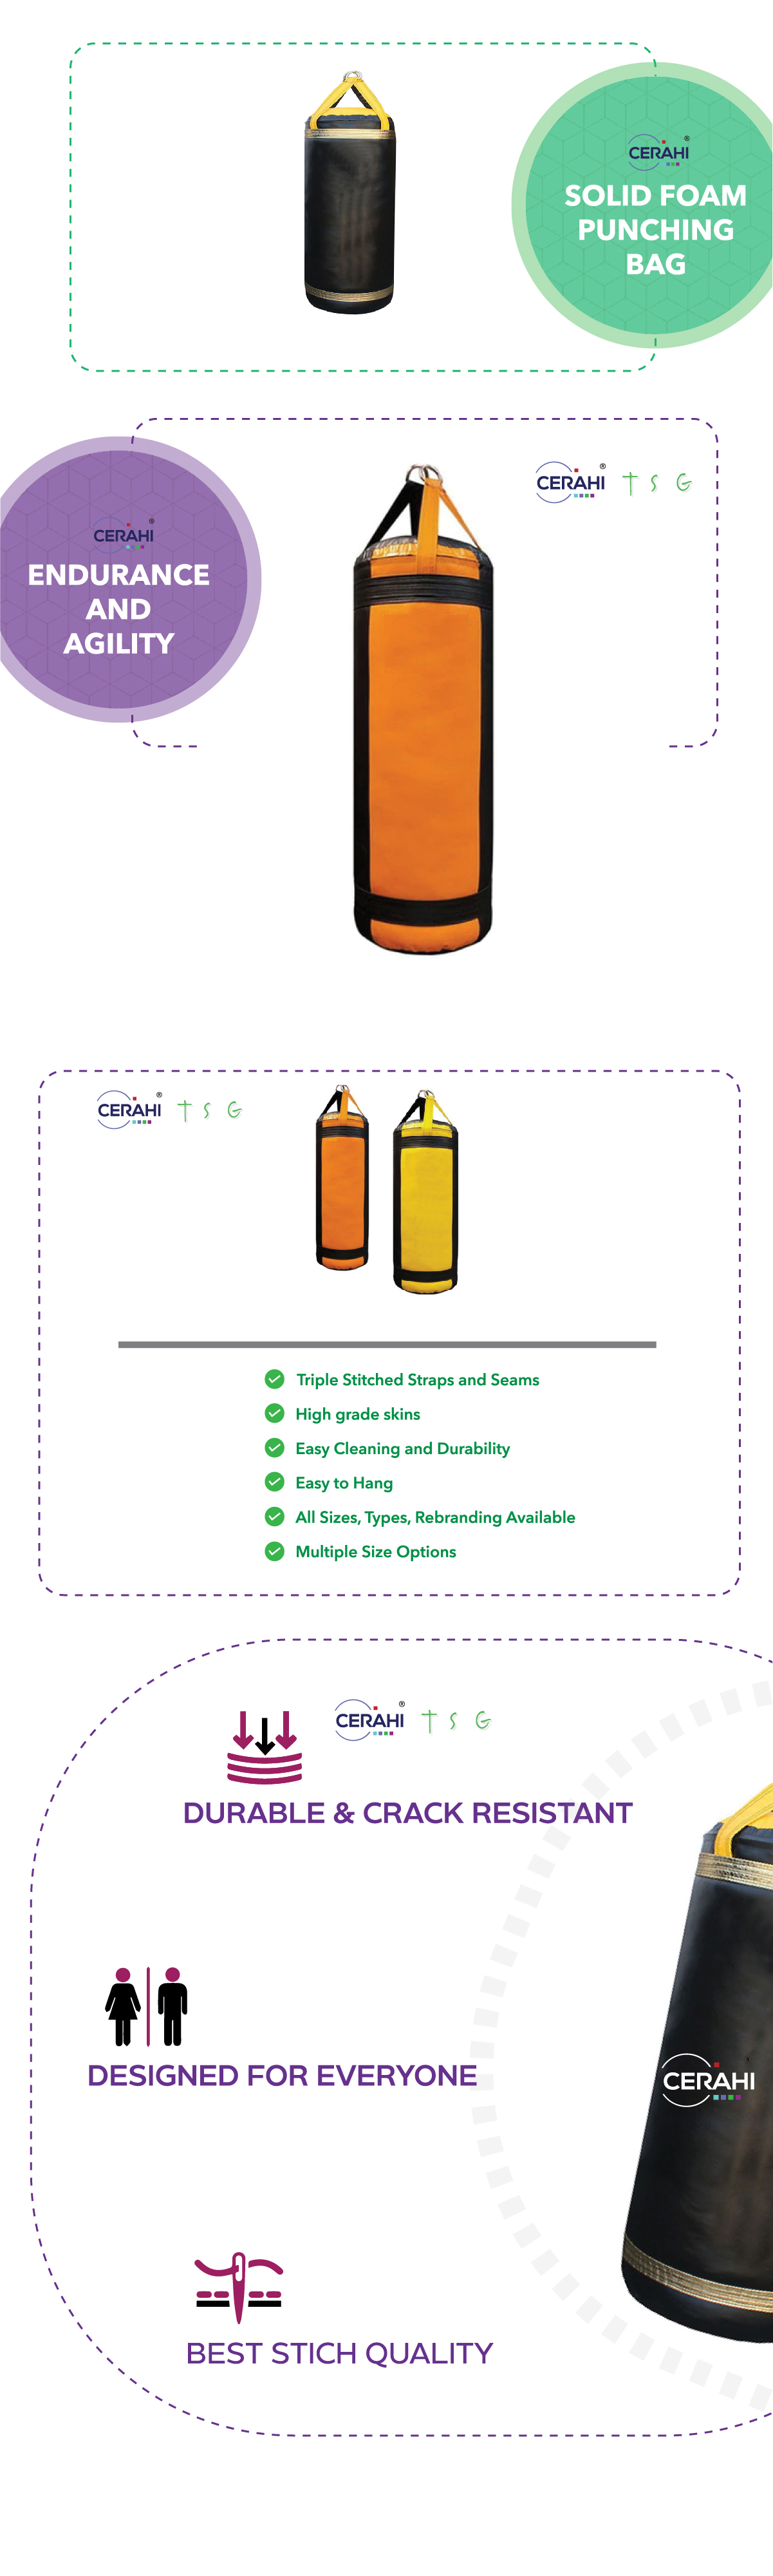 CERAHI ®
SOLID FOAM
PUNCHING
BAG
CERAHI ® T S G
CERAHI ®
ENDURANCE
AND
AGILITY
CERAHI ® T S G
Triple Stitched Straps and Seams
High grade skins
Easy Cleaning and Durability
Easy to Hang
All Sizes, Types, Rebranding Available
Multiple Size Options
CERAHI ® T S G
DURABLE & CRACK RESISTANT
DESIGNED FOR EVERYONE
CERAHI
BEST STICH QUALITY